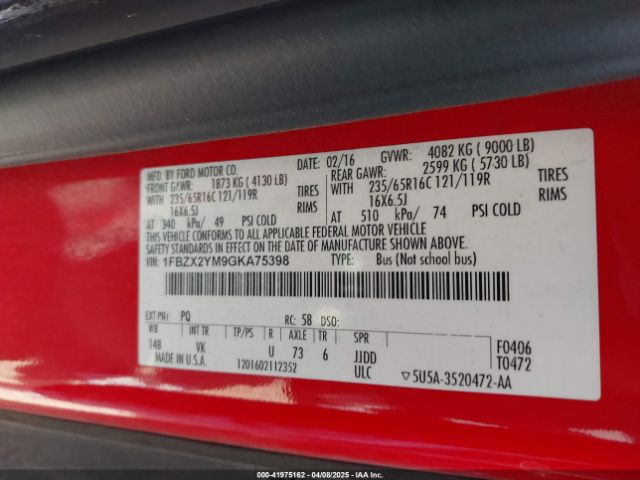 MFD. BY FORD MOTOR CO.
DATE: 02/16 GVWR: 4082 KG ( 9000 LB)
FRONT GAWR: 1873 KG ( 4130 LB)
REAR GAWR: 2599 KG ( 5730 LB)
WITH 235/65R16C 121/119R TIRES
WITH 235/65R16C 121/119R TIRES
16X6.5J RIMS
16X6.5J RIMS
AT 340 kPa/ 49 PSI COLD
AT 510 kPa/ 74 PSI COLD
THIS VEHICLE CONFORMS TO ALL APPLICABLE FEDERAL MOTOR VEHICLE
SAFETY STANDARDS IN EFFECT ON THE DATE OF MANUFACTURE SHOWN ABOVE.
VIN: 1FBZX2YM9GKA75398 TYPE: Bus (Not school bus)
EXT PNT: PQ RC: 58 DSO:
WB INT TR TP/PS R AXLE TR SPR
148 VK U 73 6 JJDD F0406
MADE IN U.S.A. ULC T0472
1201602112352 5U5A-3520472-AA
000-41975162 - 04/08/2025 - IAA Inc.